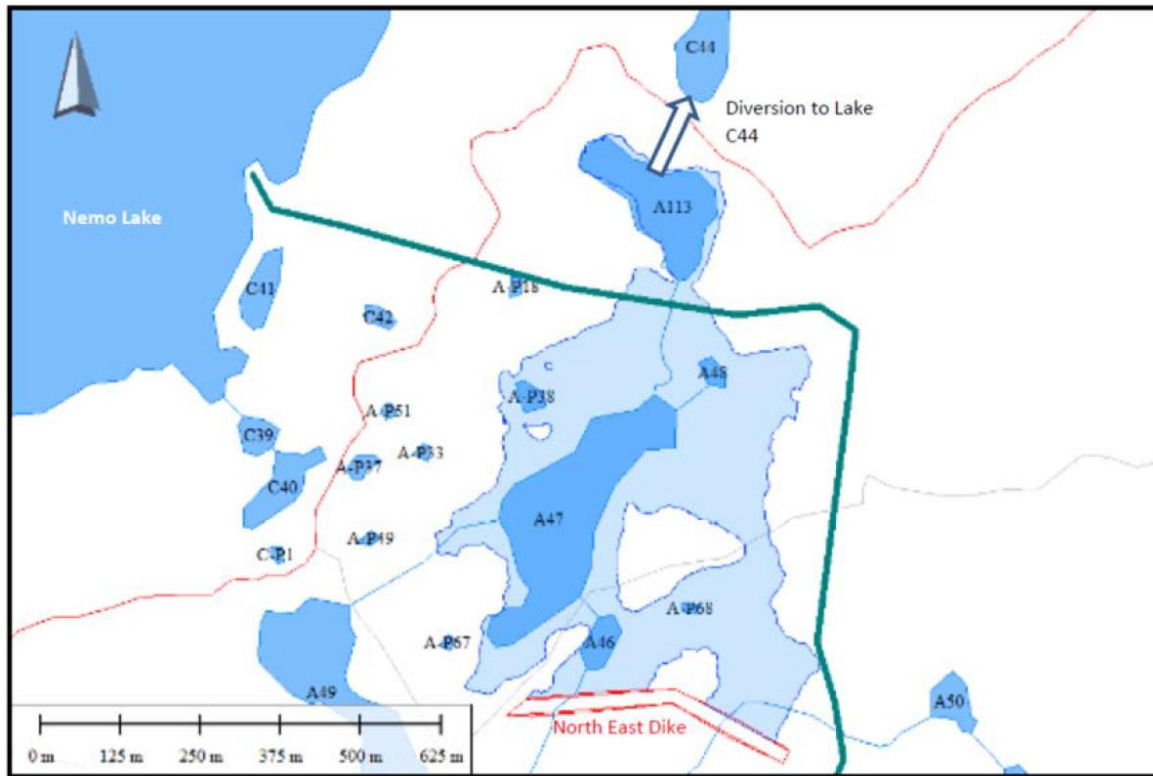 C44
Diversion to Lake
C44
A113
Nemo Lake
C41
A-P18
C42
A48
A-P38
A-P51
C39
A-P33
A-P37
C40
A47
A-P49
C-P1
A-P68
A-P67
A46
A49
A50
North East Dike
0 m 125 m 250 m 375 m 500 m 625 m